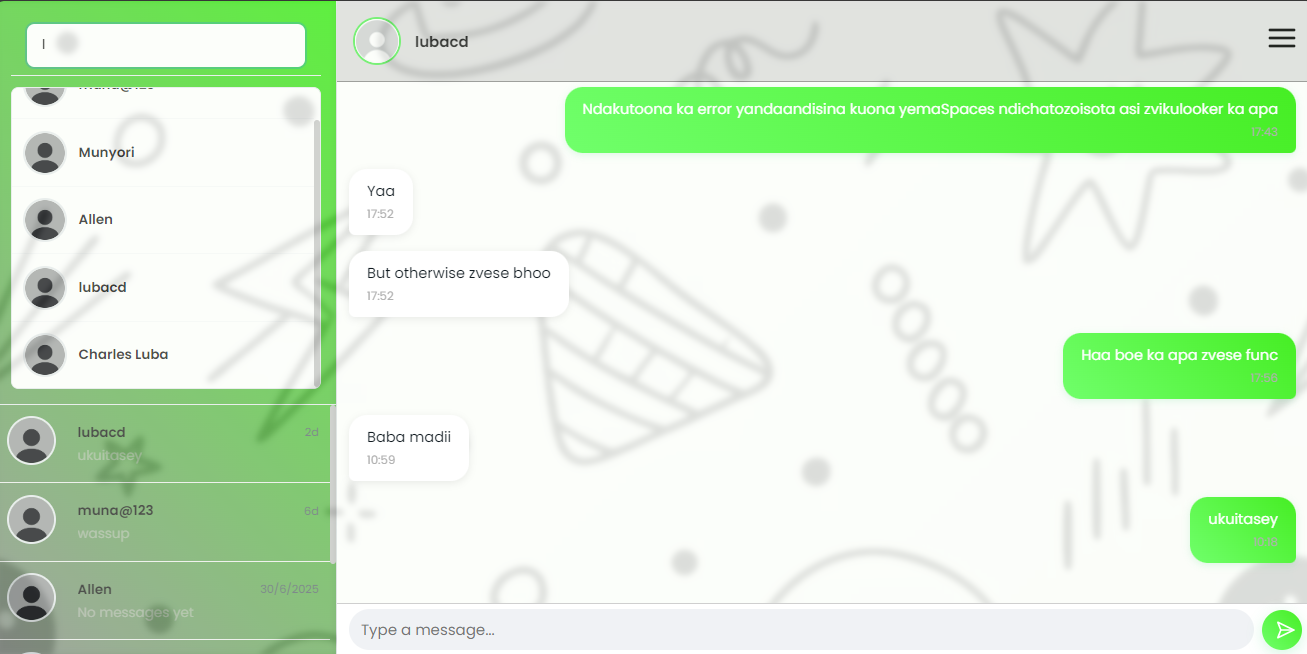 l
muna@123
Munyori
Allen
lubacd
Charles Luba
lubacd
2d
ukuitasey
muna@123
6d
wassup
Allen
30/6/2025
No messages yet
lubacd
Ndakutoona ka error yandaandisina kuona yemaSpaces ndichatozoisota asi zvikulooker ka apa
17:43
Yaa
17:52
But otherwise zvese bhoo
17:52
Haa boe ka apa zvese func
Baba madii
10:59
ukuitasey
Type a message...